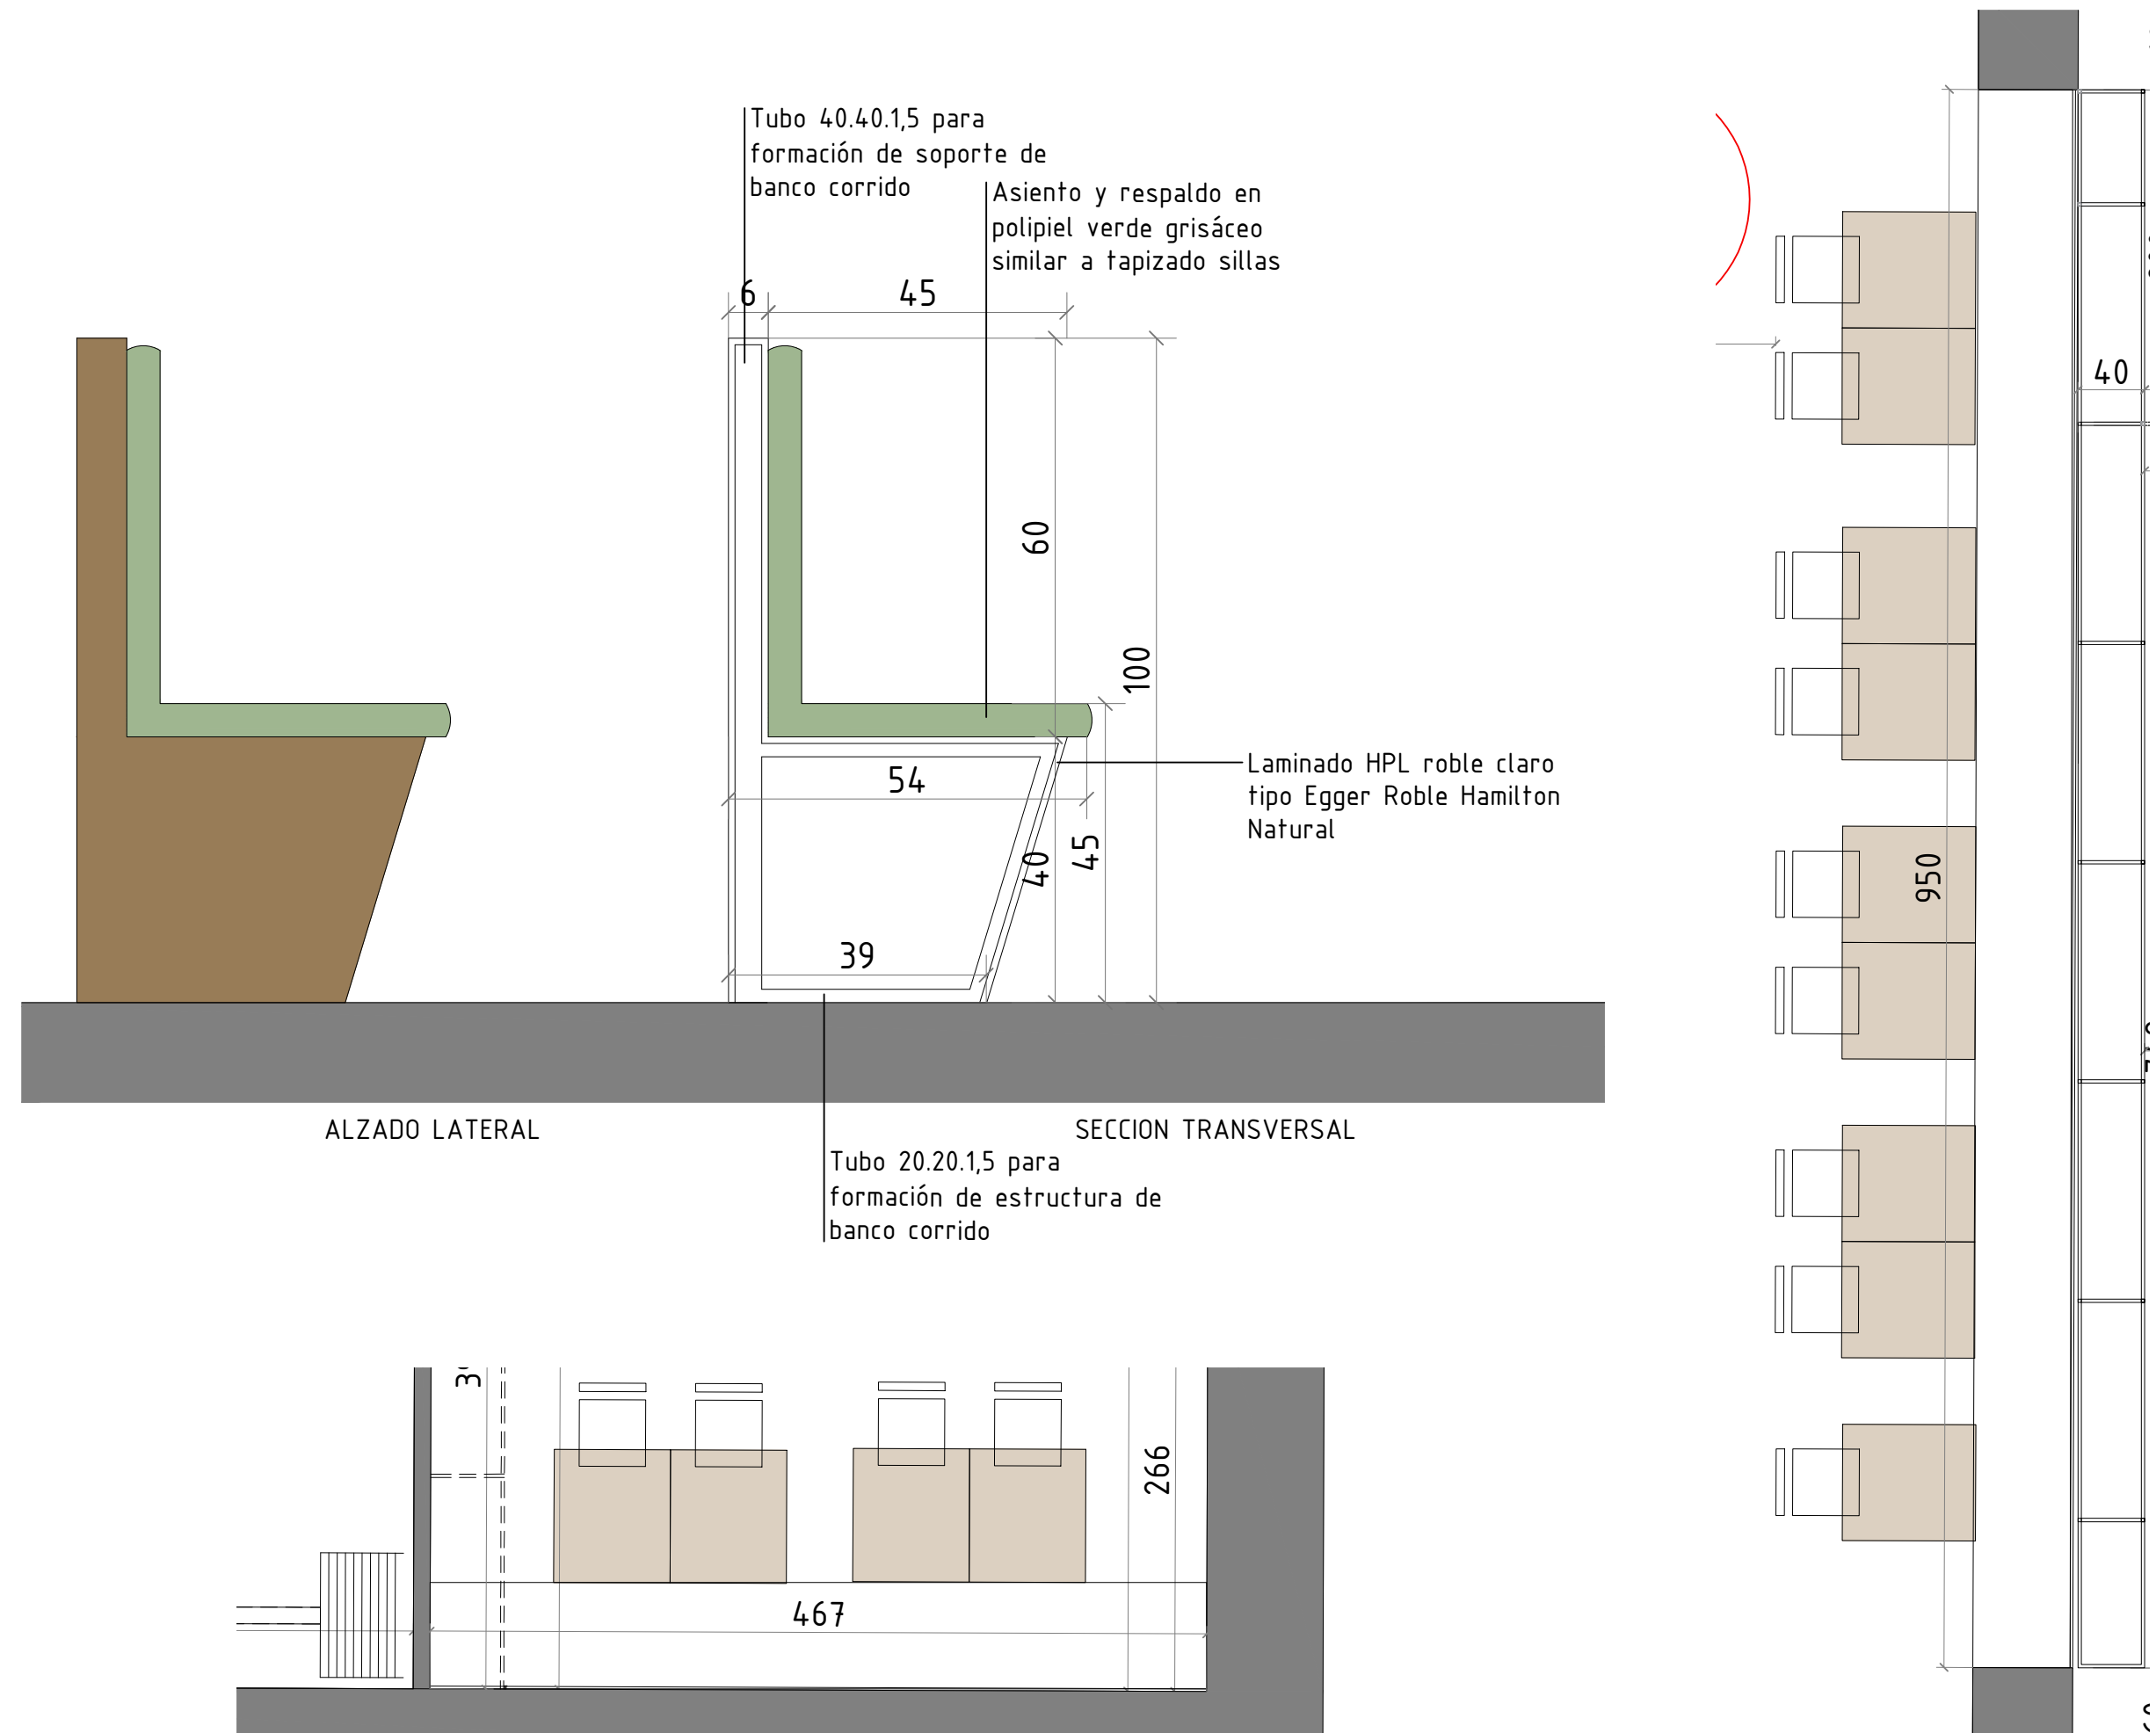 Tubo 40.40.1,5 para
formación de soporte de
banco corrido
Asiento y respaldo en
polipiel verde grisáceo
similar a tapizado sillas
6
45
60
100
54
40
45
39
Laminado HPL roble claro
tipo Egger Roble Hamilton
Natural
ALZADO LATERAL
SECCION TRANSVERSAL
Tubo 20.20.1,5 para
formación de estructura de
banco corrido
266
467
40
950